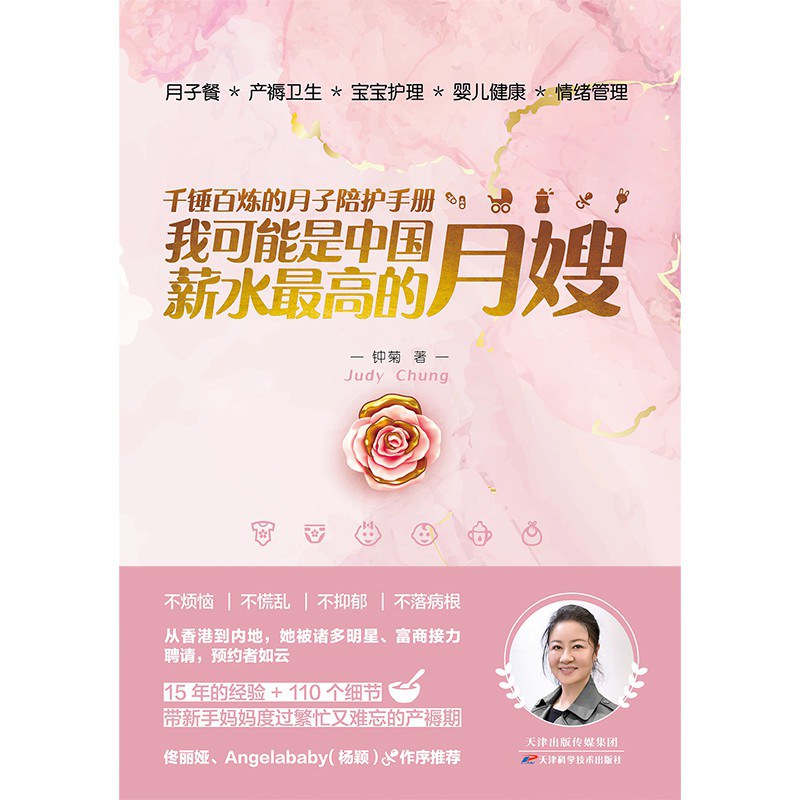 月子餐 * 产褥卫生 * 宝宝护理 * 婴儿健康 * 情绪管理
千锤百炼的月子陪护手册
我可能是中国
薪水最高的月嫂
— 钟菊 著 —
Judy Chung
不烦恼 | 不慌乱 | 不抑郁 | 不落病根
从香港到内地，她被诸多明星、富商接力
聘请，预约者如云
15 年的经验 + 110 个细节
带新手妈妈度过繁忙又难忘的产褥期
佟丽娅、Angelababy(杨颖)作序推荐
天津出版传媒集团
天津科学技术出版社